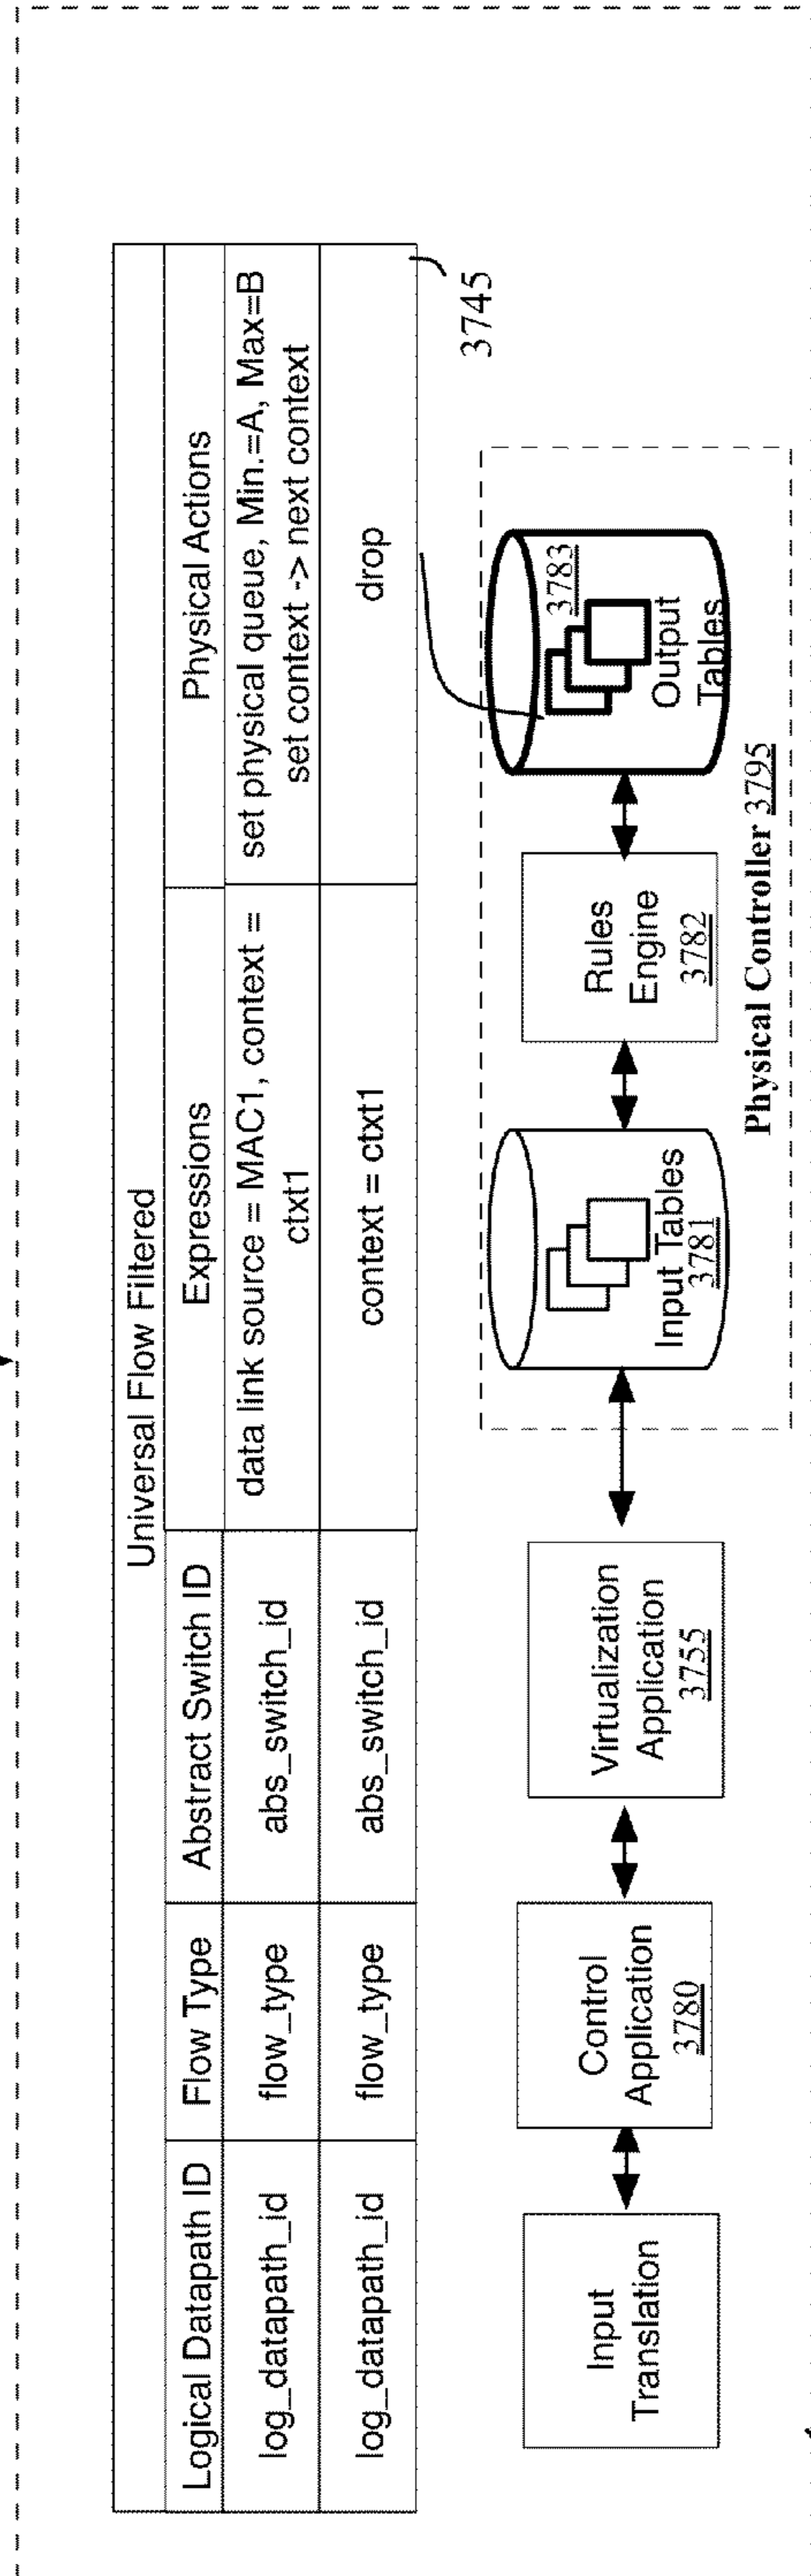 Universal Flow Filtered
Logical Datapath ID Flow Type Abstract Switch ID Expressions Physical Actions
log_datapath_id flow_type abs_switch_id data link source = MAC1, context = set physical queue, Min.=A, Max=B
ctxt1 set context -> next context
log_datapath_id flow_type abs_switch_id context = ctxt1 drop
3745
Input
Translation
Control
Application
3780
Virtualization
Application
3755
Input Tables
3781
Rules
Engine
3782
3783
Output
Tables
Physical Controller 3795